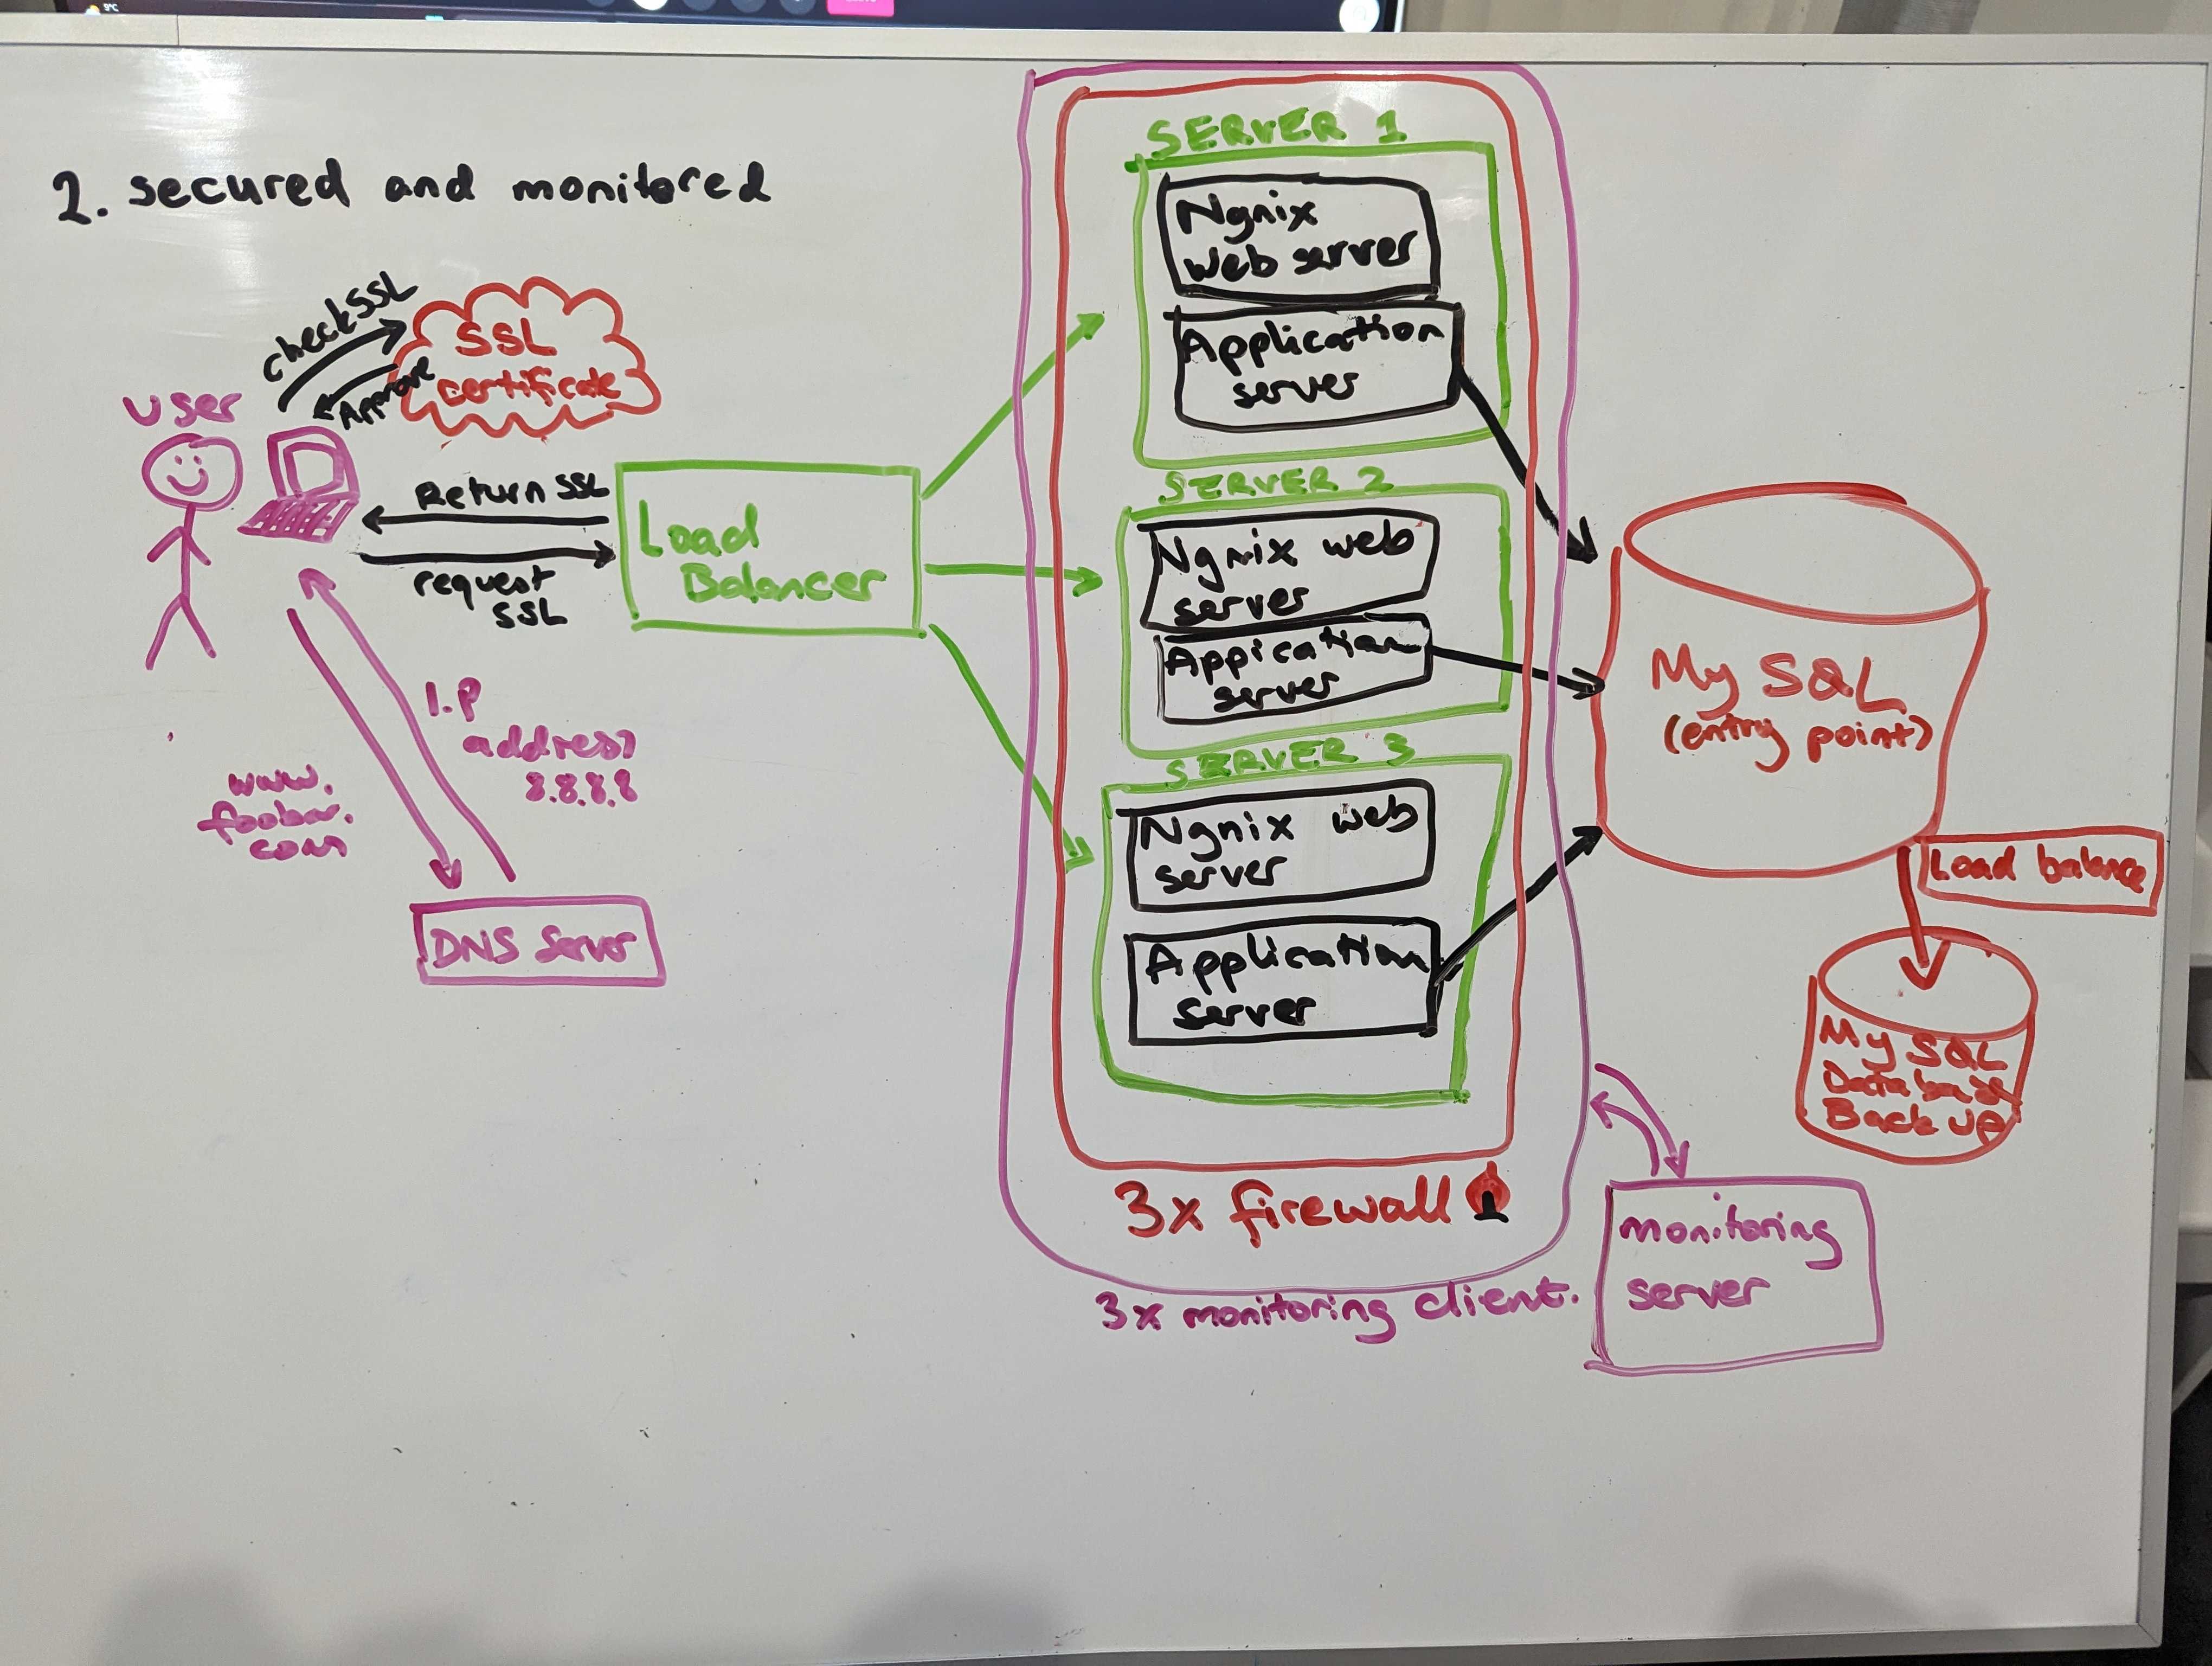 9°C
2. secured and monitored
check SSL
SSL
certificate
Approve
User
Return SSL
request
SSL
Load
Balancer
I.P
address
8.8.8.8
www.
foobar.
com
DNS Server
SERVER 1
Ngnix
Web server
Application
server
SERVER 2
Ngnix web
server
Appication
server
SERVER 3
Ngnix web
server
Application
server
3x firewall
3x monitoring client.
My SQL
(entry point)
Load balance
My SQL
Database
Back up
monitoring
server